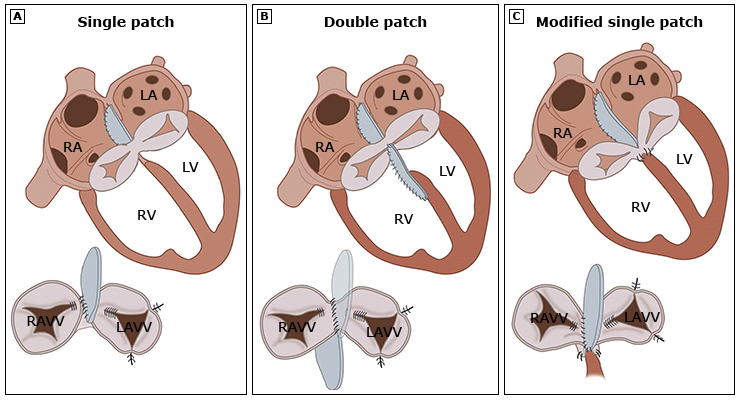 A
Single patch
LA
RA
LV
RV
RAVV
LAVV
B
Double patch
LA
RA
LV
RV
RAVV
LAVV
C
Modified single patch
LA
RA
LV
RV
RAVV
LAVV